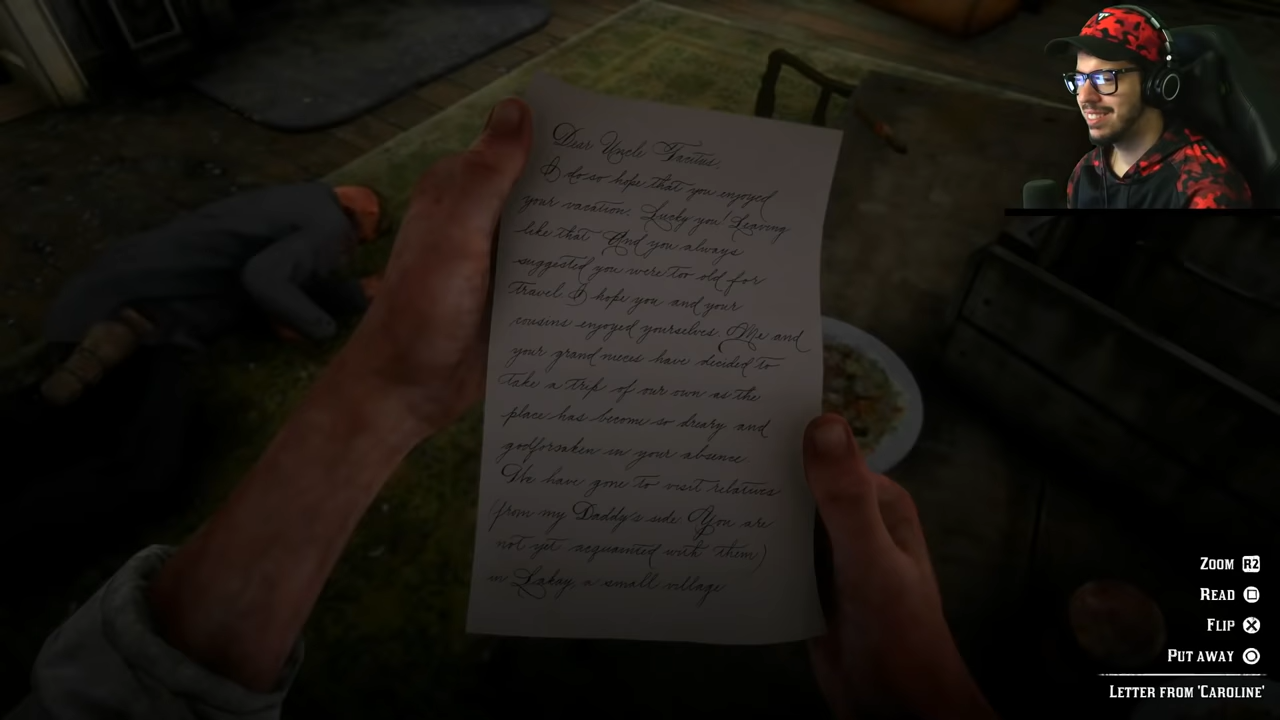 Dear Uncle Tacitus,
I do so hope that you enjoyed
your vacation. Lucky you! Leaving
like that. And you always
suggested you were too old for
travel. I hope you and your
cousins enjoyed yourselves. Me and
your grand nieces have decided to
take a trip of our own as the
place has become so dreary and
godforsaken in your absence.
We have gone to visit relatives
(from my Daddy's side. You are
not yet acquainted with them)
in Lakay, a small village
ZOOM R2
READ
FLIP
PUT AWAY
LETTER FROM 'CAROLINE'